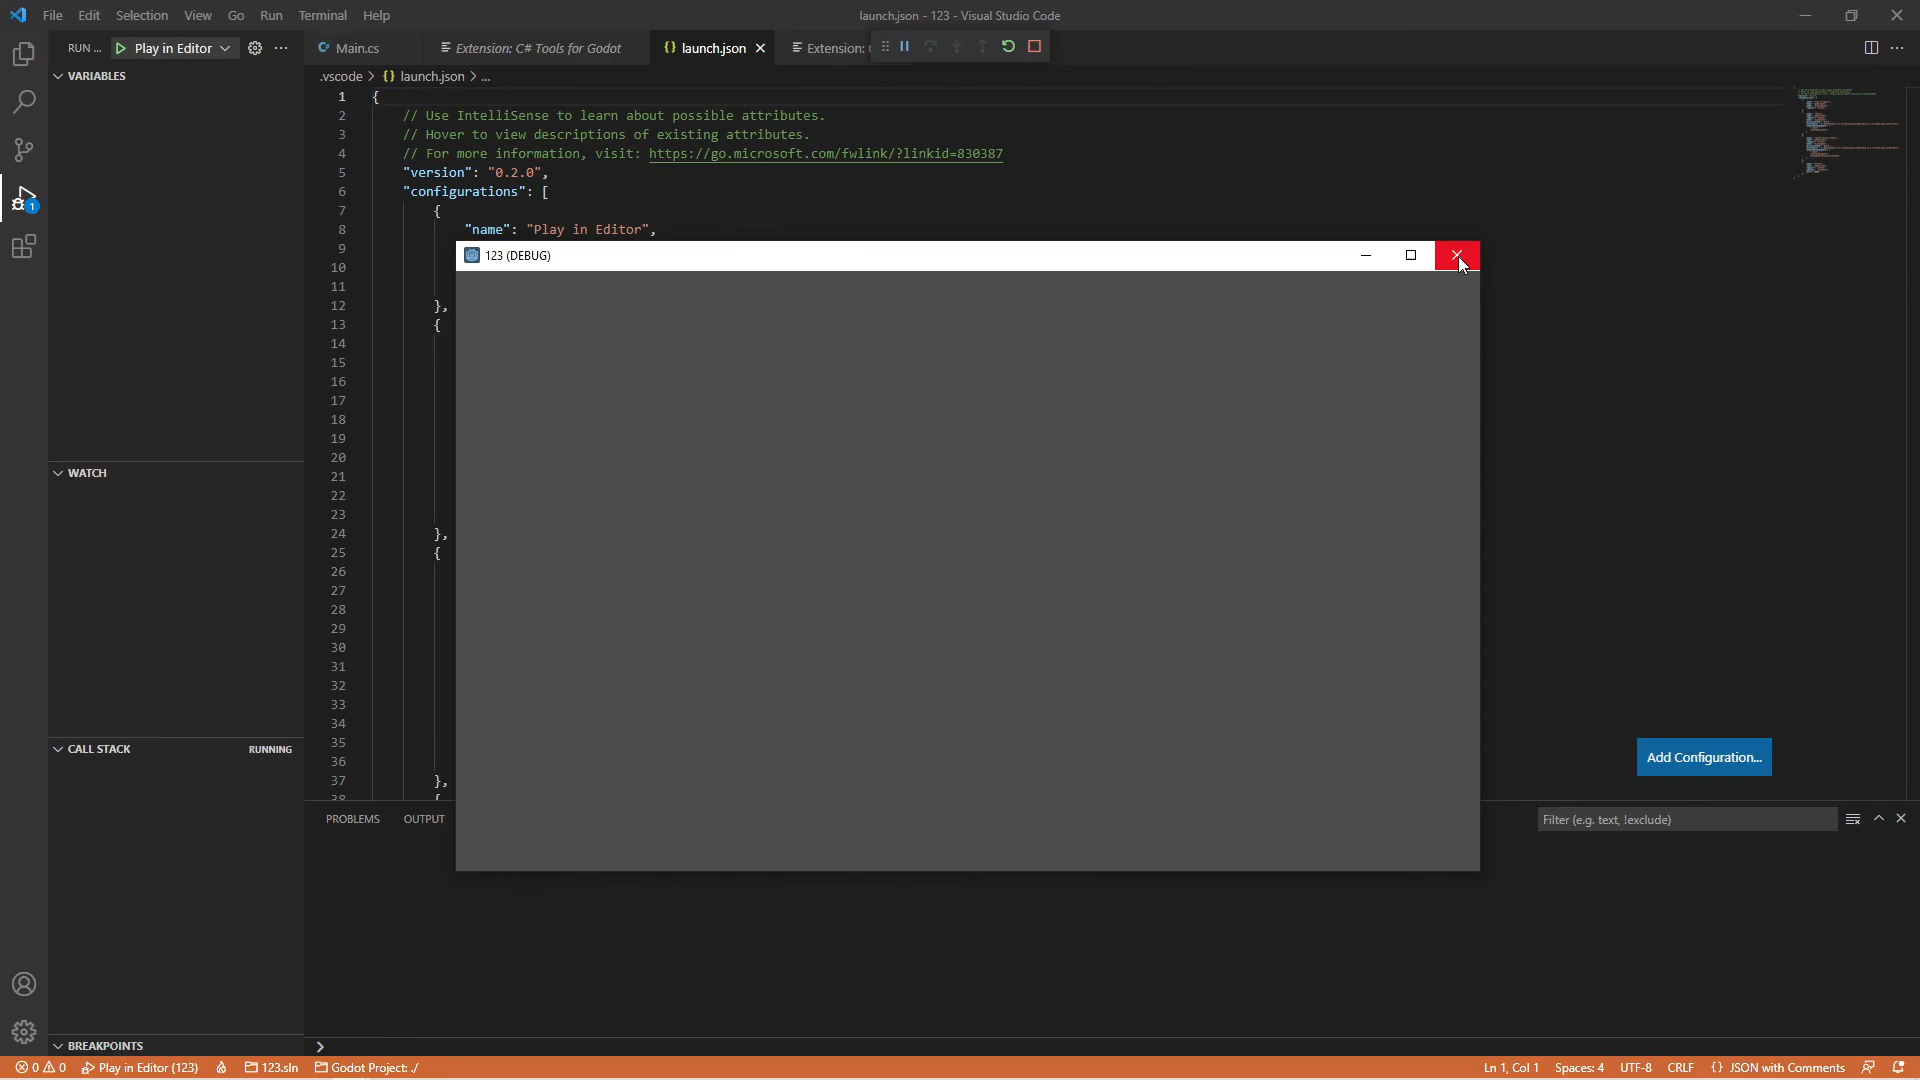 File Edit Selection View Go Run Terminal Help
launch.json - 123 - Visual Studio Code
RUN ... Play in Editor
Main.cs
Extension: C# Tools for Godot
launch.json
Extension:
.vscode > launch.json > ...
VARIABLES
1 {
2 // Use IntelliSense to learn about possible attributes.
3 // Hover to view descriptions of existing attributes.
4 // For more information, visit: https://go.microsoft.com/fwlink/?linkid=830387
5 "version": "0.2.0",
6 "configurations": [
7 {
8 "name": "Play in Editor",
9
10
11
12 },
13 {
14
15
16
17
18
19
20
21
22
23
24 },
25 {
26
27
28
29
30
31
32
33
34
35
36
37 },
38 {
123 (DEBUG)
WATCH
CALL STACK RUNNING
Add Configuration...
PROBLEMS OUTPUT
Filter (e.g. text, !exclude)
BREAKPOINTS
1
0 0 Play in Editor (123) 123.sln Godot Project: ./
Ln 1, Col 1 Spaces: 4 UTF-8 CRLF {} JSON with Comments